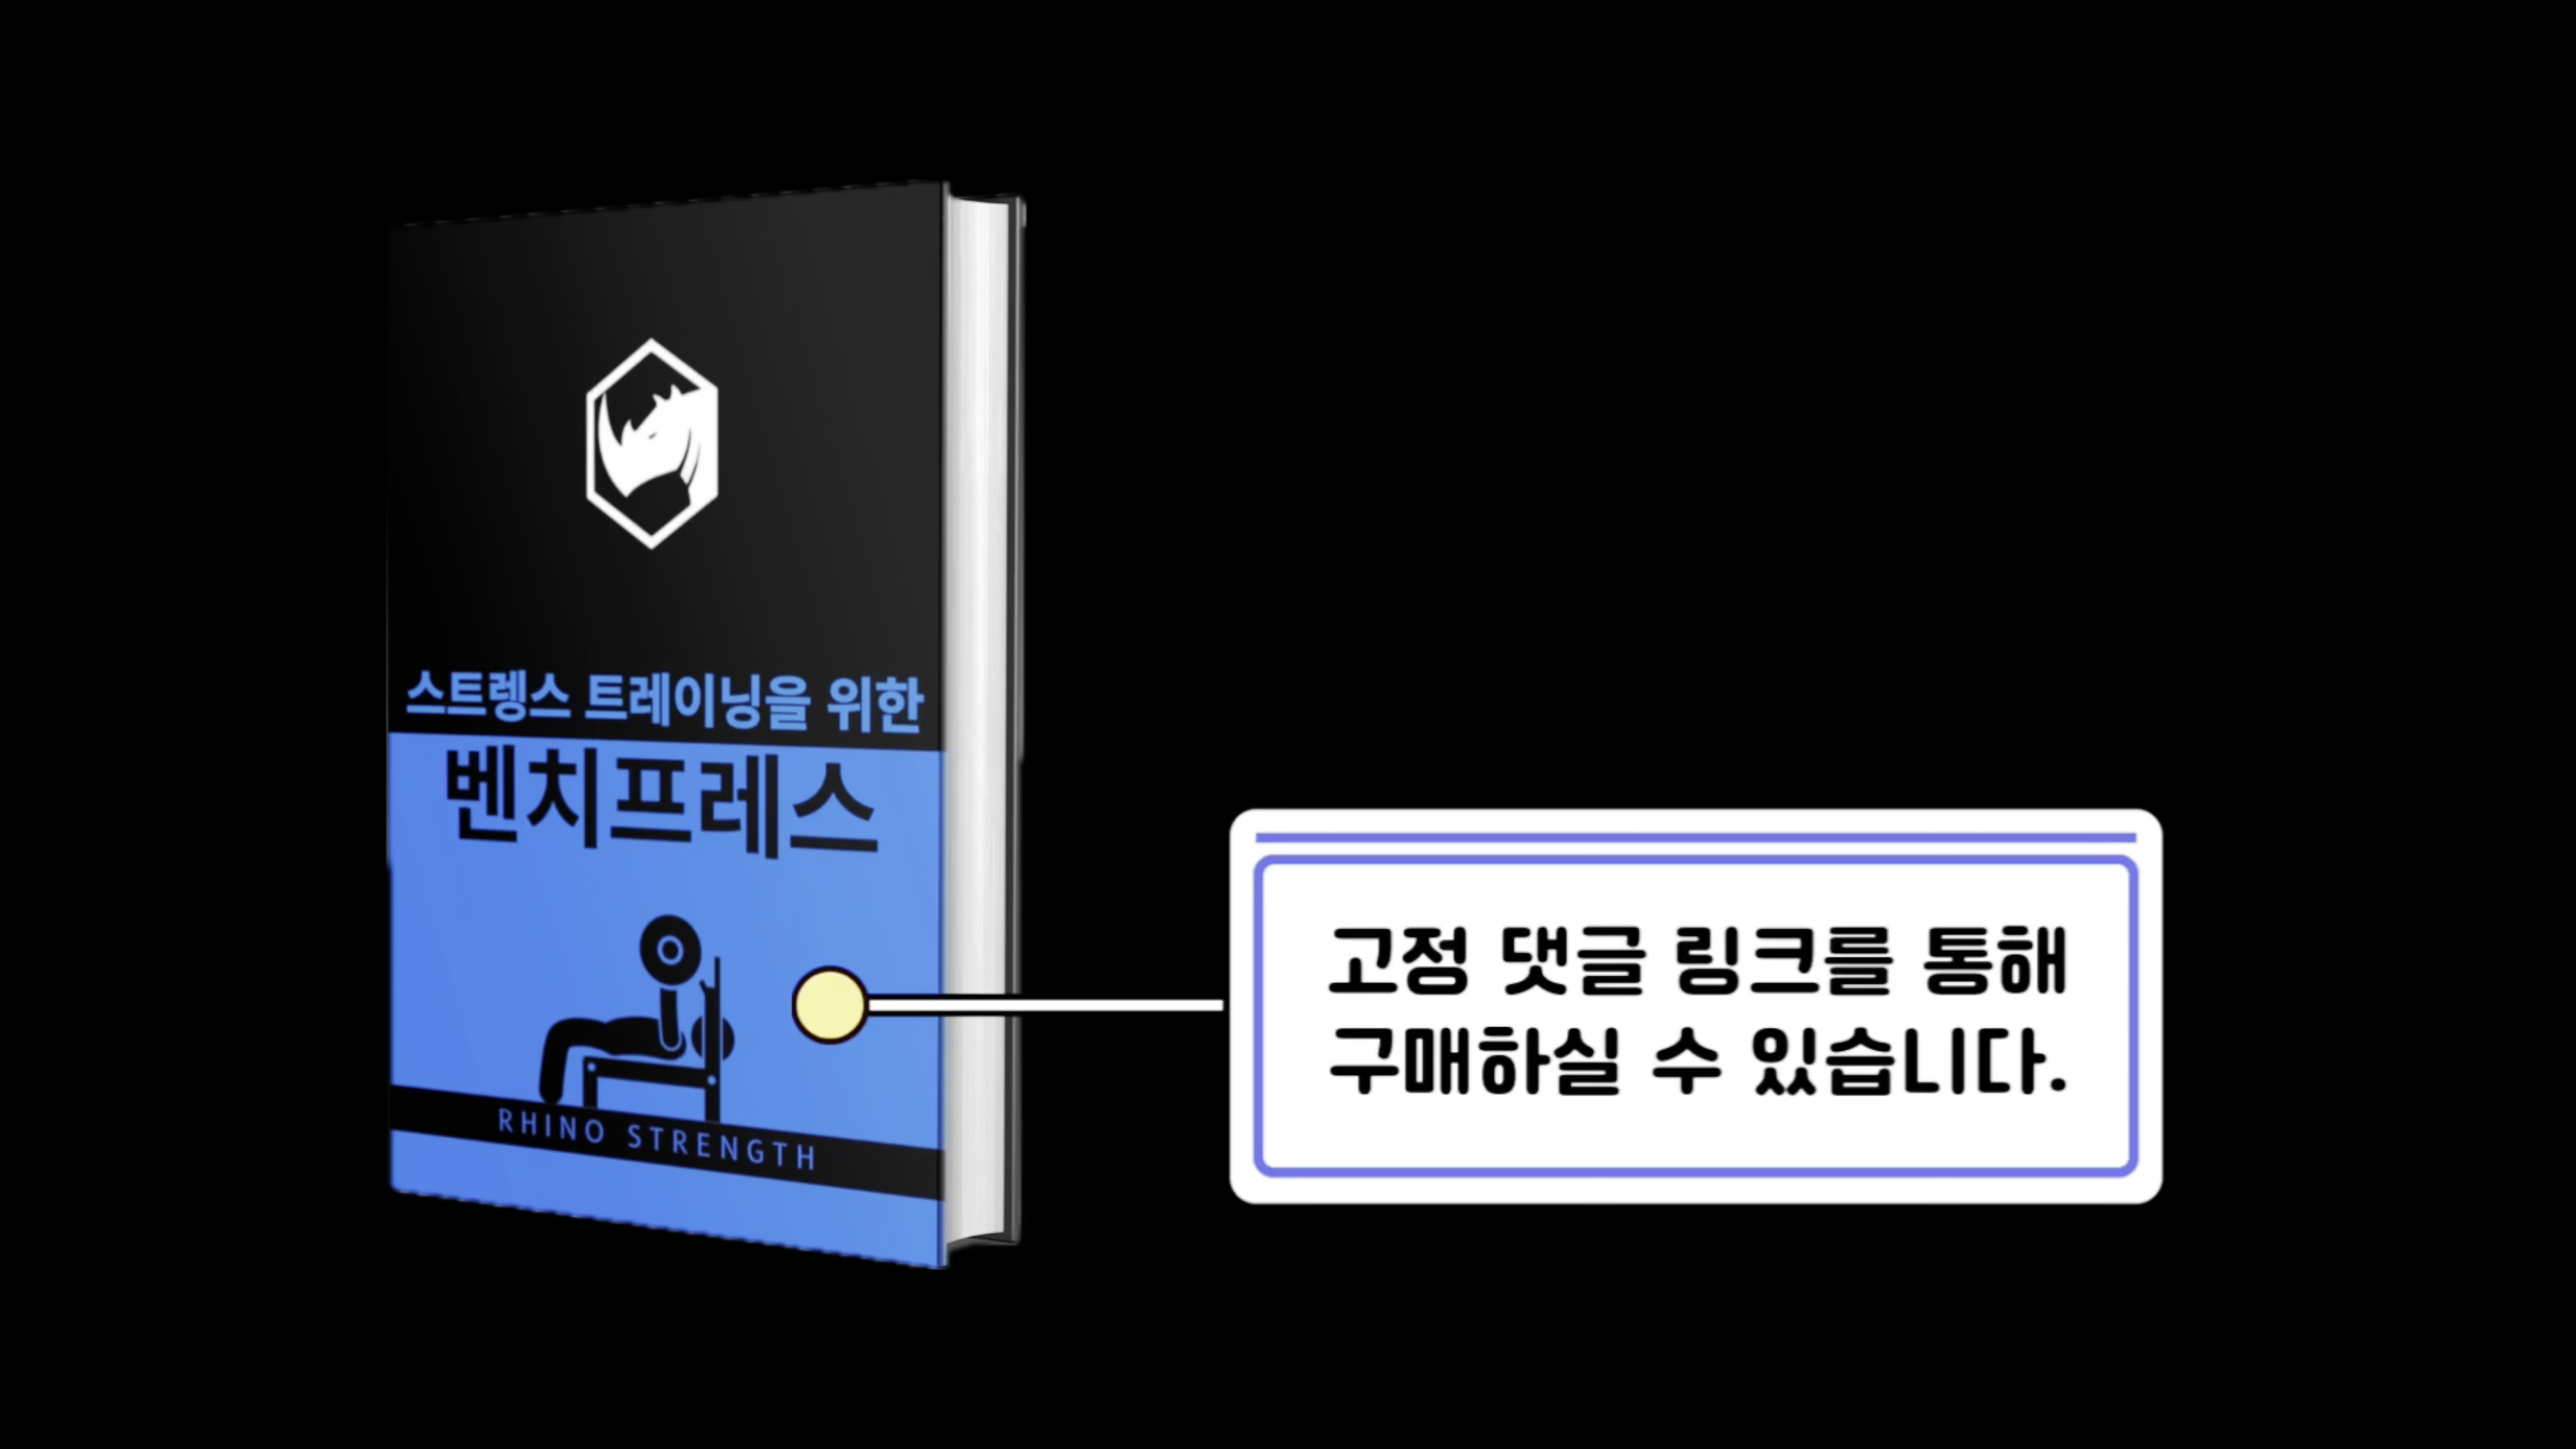 스트렝스 트레이닝을 위한
벤치프레스
RHINO STRENGTH
고정 댓글 링크를 통해
구매하실 수 있습니다.